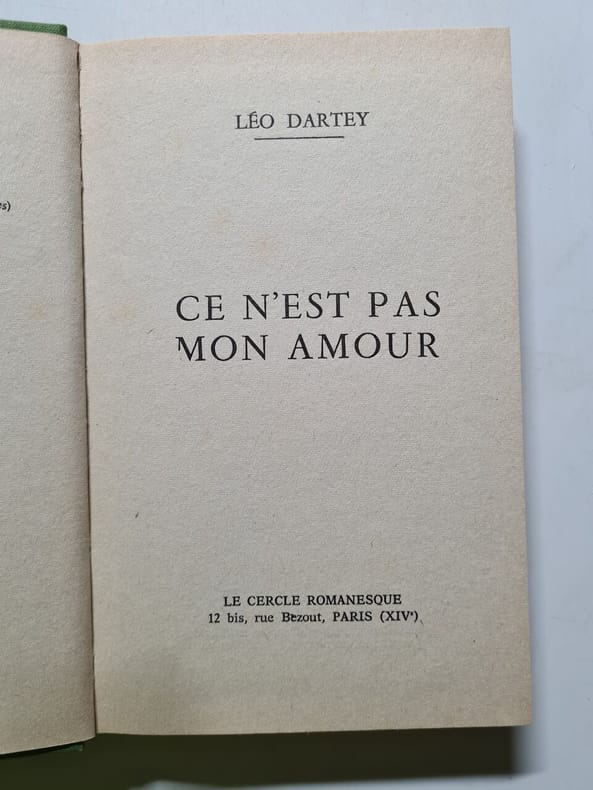 LÉO DARTEY
CE N'EST PAS
MON AMOUR
LE CERCLE ROMANESQUE
12 bis, rue Bezout, PARIS (XIVᵉ)